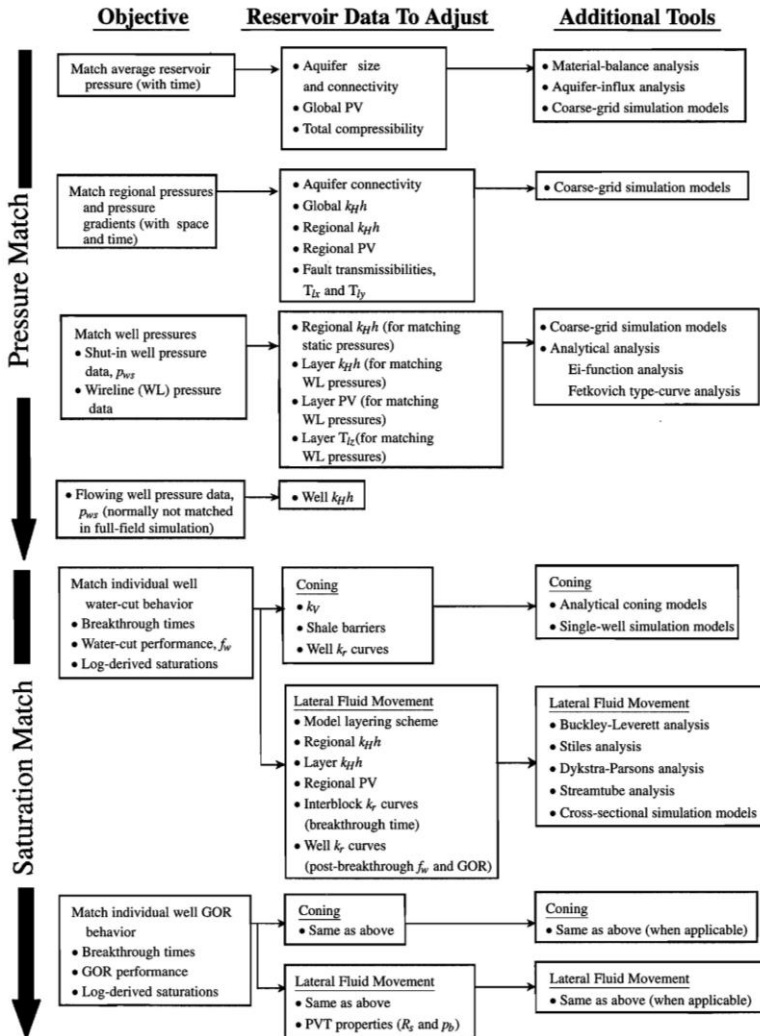 Objective
Reservoir Data To Adjust
Additional Tools
Pressure Match
Match average reservoir
pressure (with time)
• Aquifer size
and connectivity
• Global PV
• Total compressibility
• Material-balance analysis
• Aquifer-influx analysis
• Coarse-grid simulation models
Match regional pressures
and pressure
gradients (with space
and time)
• Aquifer connectivity
• Global kHh
• Regional kHh
• Regional PV
• Fault transmissibilities,
Tlx and Tly
• Coarse-grid simulation models
Match well pressures
• Shut-in well pressure
data, pws
• Wireline (WL) pressure
data
• Regional kHh (for matching
static pressures)
• Layer kHh (for matching
WL pressures)
• Layer PV (for matching
WL pressures)
• Layer Tlz(for matching
WL pressures)
• Coarse-grid simulation models
• Analytical analysis
Ei-function analysis
Fetkovich type-curve analysis
• Flowing well pressure data,
pws (normally not matched
in full-field simulation)
• Well kHh
Saturation Match
Match individual well
water-cut behavior
• Breakthrough times
• Water-cut performance, fw
• Log-derived saturations
Coning
• kV
• Shale barriers
• Well kr curves
Coning
• Analytical coning models
• Single-well simulation models
Lateral Fluid Movement
• Model layering scheme
• Regional kHh
• Layer kHh
• Regional PV
• Interblock kr curves
(breakthrough time)
• Well kr curves
(post-breakthrough fw and GOR)
Lateral Fluid Movement
• Buckley-Leverett analysis
• Stiles analysis
• Dykstra-Parsons analysis
• Streamtube analysis
• Cross-sectional simulation models
Match individual well GOR
behavior
• Breakthrough times
• GOR performance
• Log-derived saturations
Coning
• Same as above
Coning
• Same as above (when applicable)
Lateral Fluid Movement
• Same as above
• PVT properties (Rs and pb)
Lateral Fluid Movement
• Same as above (when applicable)